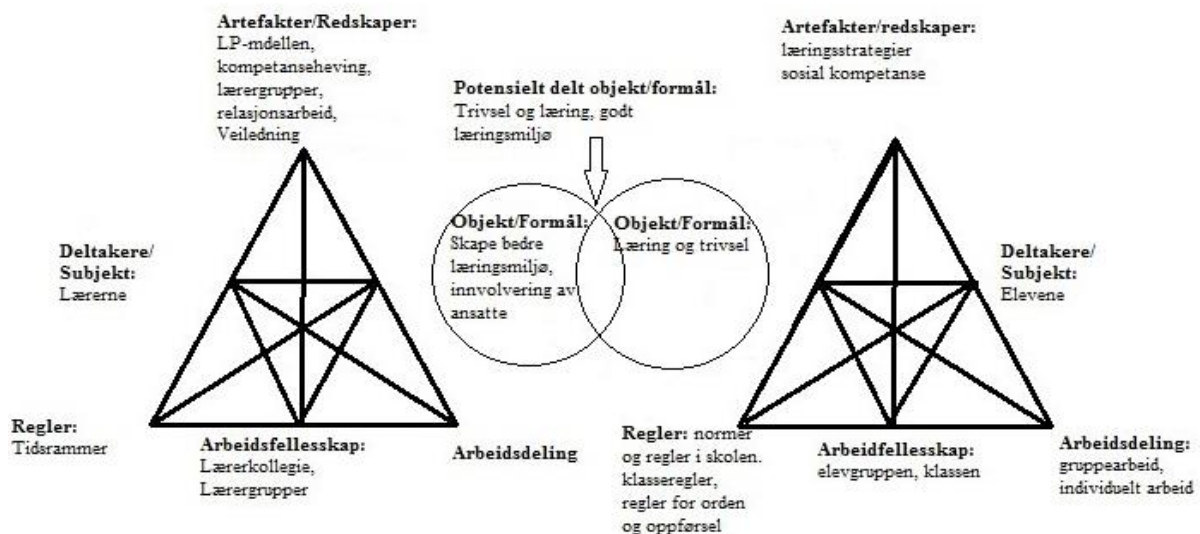 Artefakter/Redskaper:
LP-mdellen,
kompetanseheving,
lærergrupper,
relasjonsarbeid,
Veiledning
Potensielt delt objekt/formål:
Trivsel og læring, godt
læringsmiljø
Artefakter/redskaper:
læringsstrategier
sosial kompetanse
Deltakere/
Subjekt:
Lærerne
Objekt/Formål:
Skape bedre
læringsmiljø,
innvolvering av
ansatte
Objekt/Formål:
Læring og trivsel
Deltakere/
Subjekt:
Elevene
Regler:
Tidsrammer
Arbeidsfellesskap:
Lærerkollegie,
Lærergrupper
Arbeidsdeling
Regler: normer
og regler i skolen.
klasseregler,
regler for orden
og oppførsel
Arbeidfellesskap:
elevgruppen, klassen
Arbeidsdeling:
gruppearbeid,
individuelt arbeid